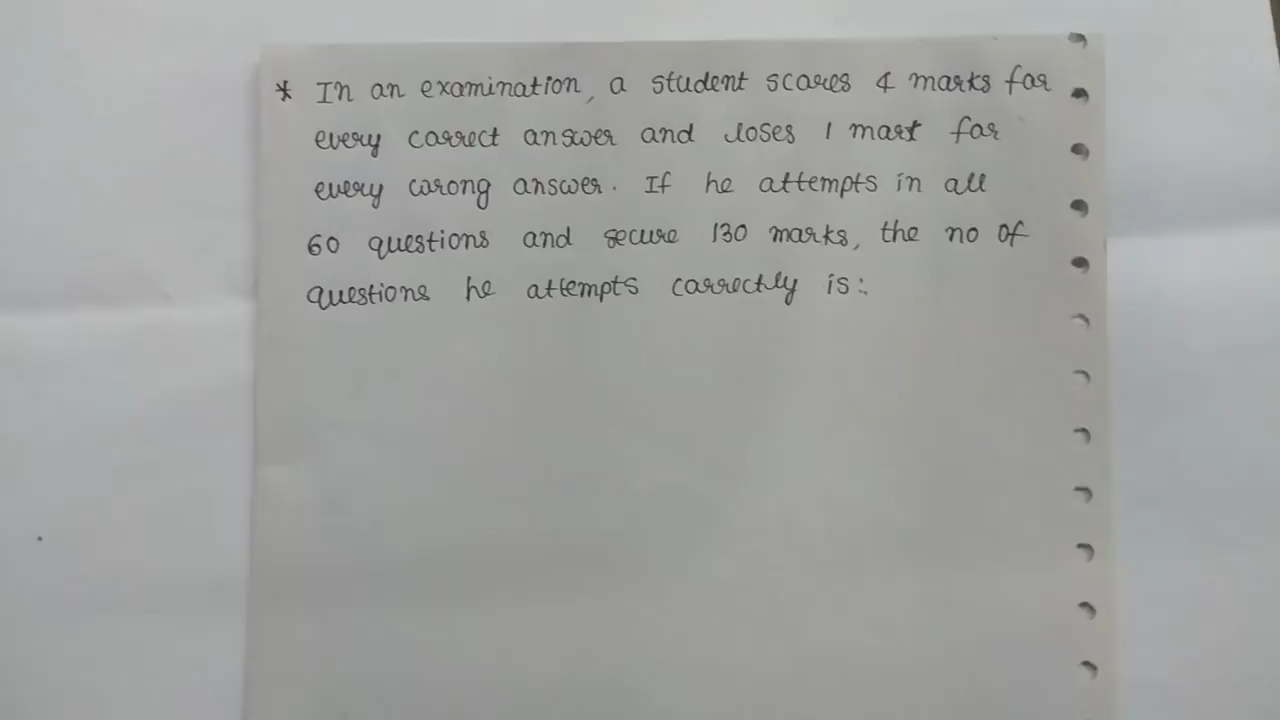 * In an examination, a student scores 4 marks for
every correct answer and loses 1 mark for
every wrong answer. If he attempts in all
60 questions and secure 130 marks, the no of
questions he attempts correctly is: